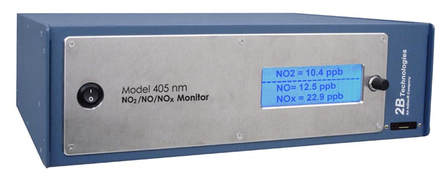 Model 405 nm
NO₂/NO/NOₓ Monitor
NO2 = 10.4 ppb
NO= 12.5 ppb
NOx = 22.9 ppb
2B Technologies